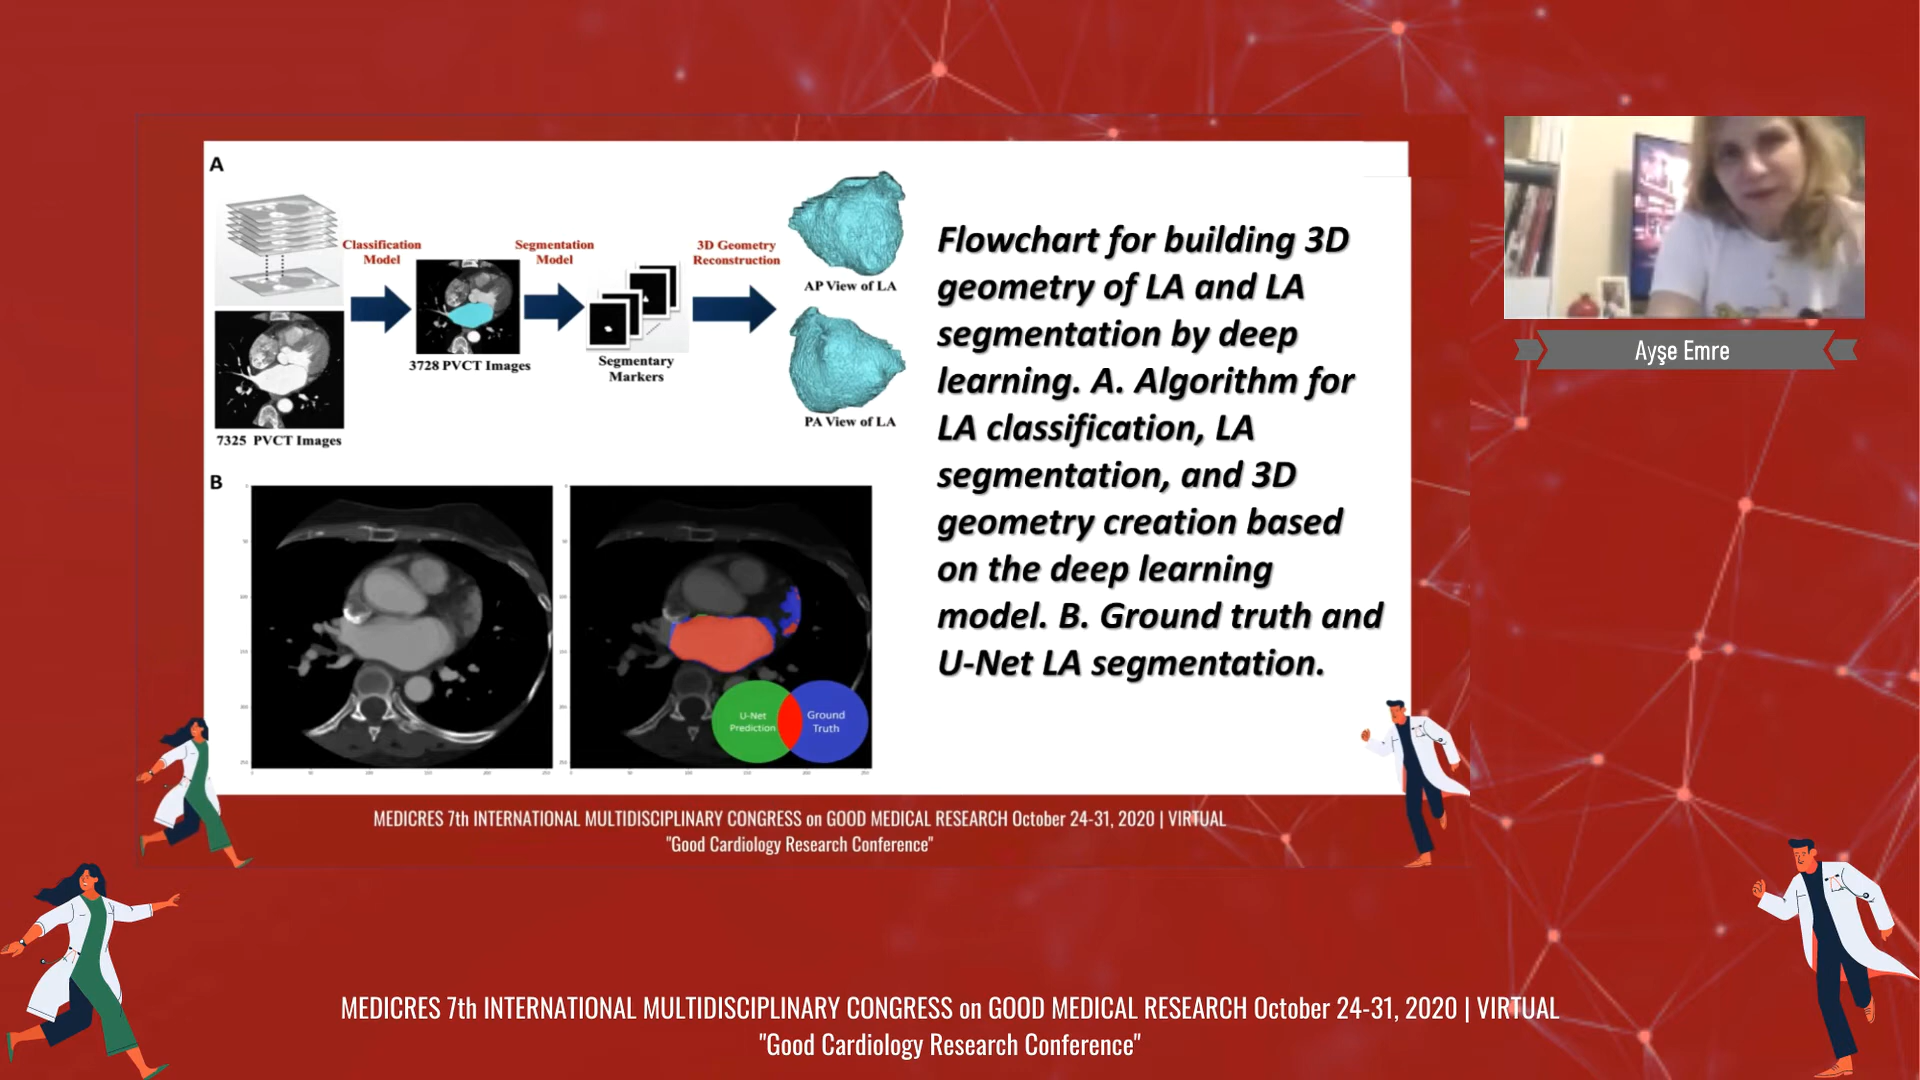 A
Classification
Model
Segmentation
Model
3D Geometry
Reconstruction
AP View of LA
3728 PVCT Images
Segmentary
Markers
PA View of LA
7325 PVCT Images
B
U-Net
Prediction
Ground
Truth
Flowchart for building 3D
geometry of LA and LA
segmentation by deep
learning. A. Algorithm for
LA classification, LA
segmentation, and 3D
geometry creation based
on the deep learning
model. B. Ground truth and
U-Net LA segmentation.
Ayşe Emre
MEDICRES 7th INTERNATIONAL MULTIDISCIPLINARY CONGRESS on GOOD MEDICAL RESEARCH October 24-31, 2020 | VIRTUAL
"Good Cardiology Research Conference"
MEDICRES 7th INTERNATIONAL MULTIDISCIPLINARY CONGRESS on GOOD MEDICAL RESEARCH October 24-31, 2020 | VIRTUAL
"Good Cardiology Research Conference"